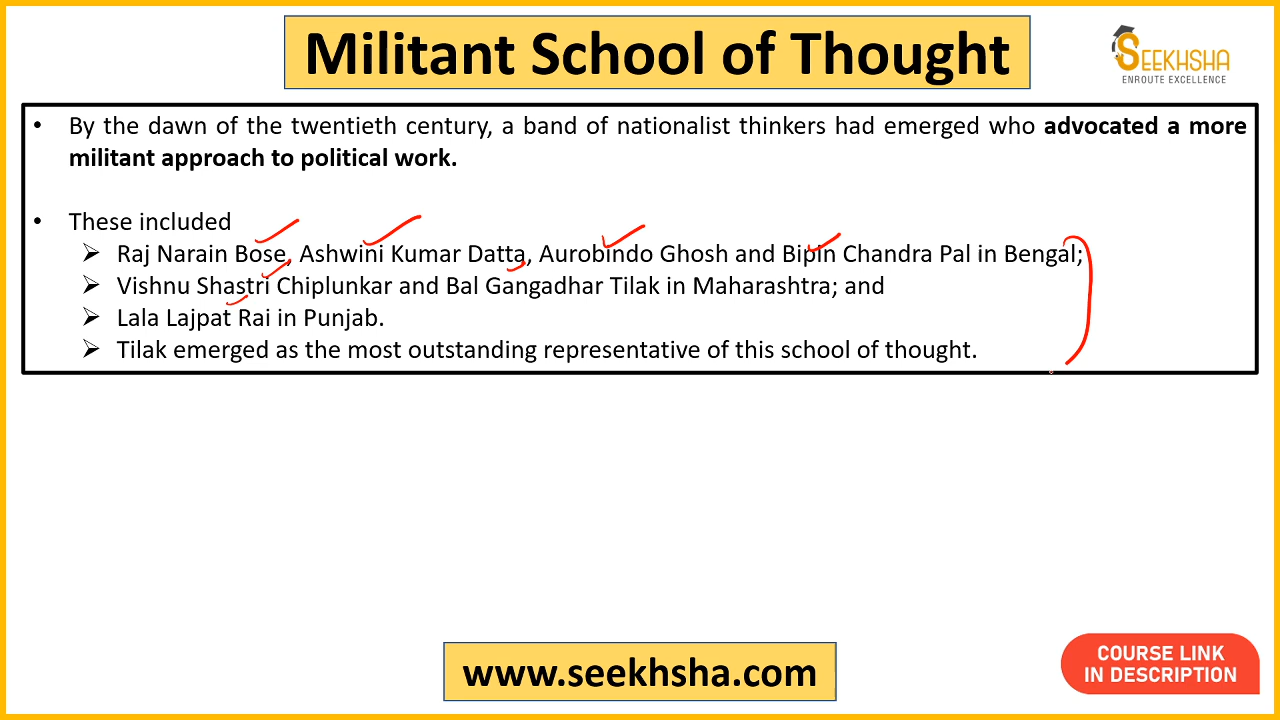 Militant School of Thought
SEEKHSHA
ENROUTE EXCELLENCE
• By the dawn of the twentieth century, a band of nationalist thinkers had emerged who advocated a more
militant approach to political work.
• These included
➢ Raj Narain Bose, Ashwini Kumar Datta, Aurobindo Ghosh and Bipin Chandra Pal in Bengal;
➢ Vishnu Shastri Chiplunkar and Bal Gangadhar Tilak in Maharashtra; and
➢ Lala Lajpat Rai in Punjab.
➢ Tilak emerged as the most outstanding representative of this school of thought.
www.seekhsha.com
COURSE LINK
IN DESCRIPTION